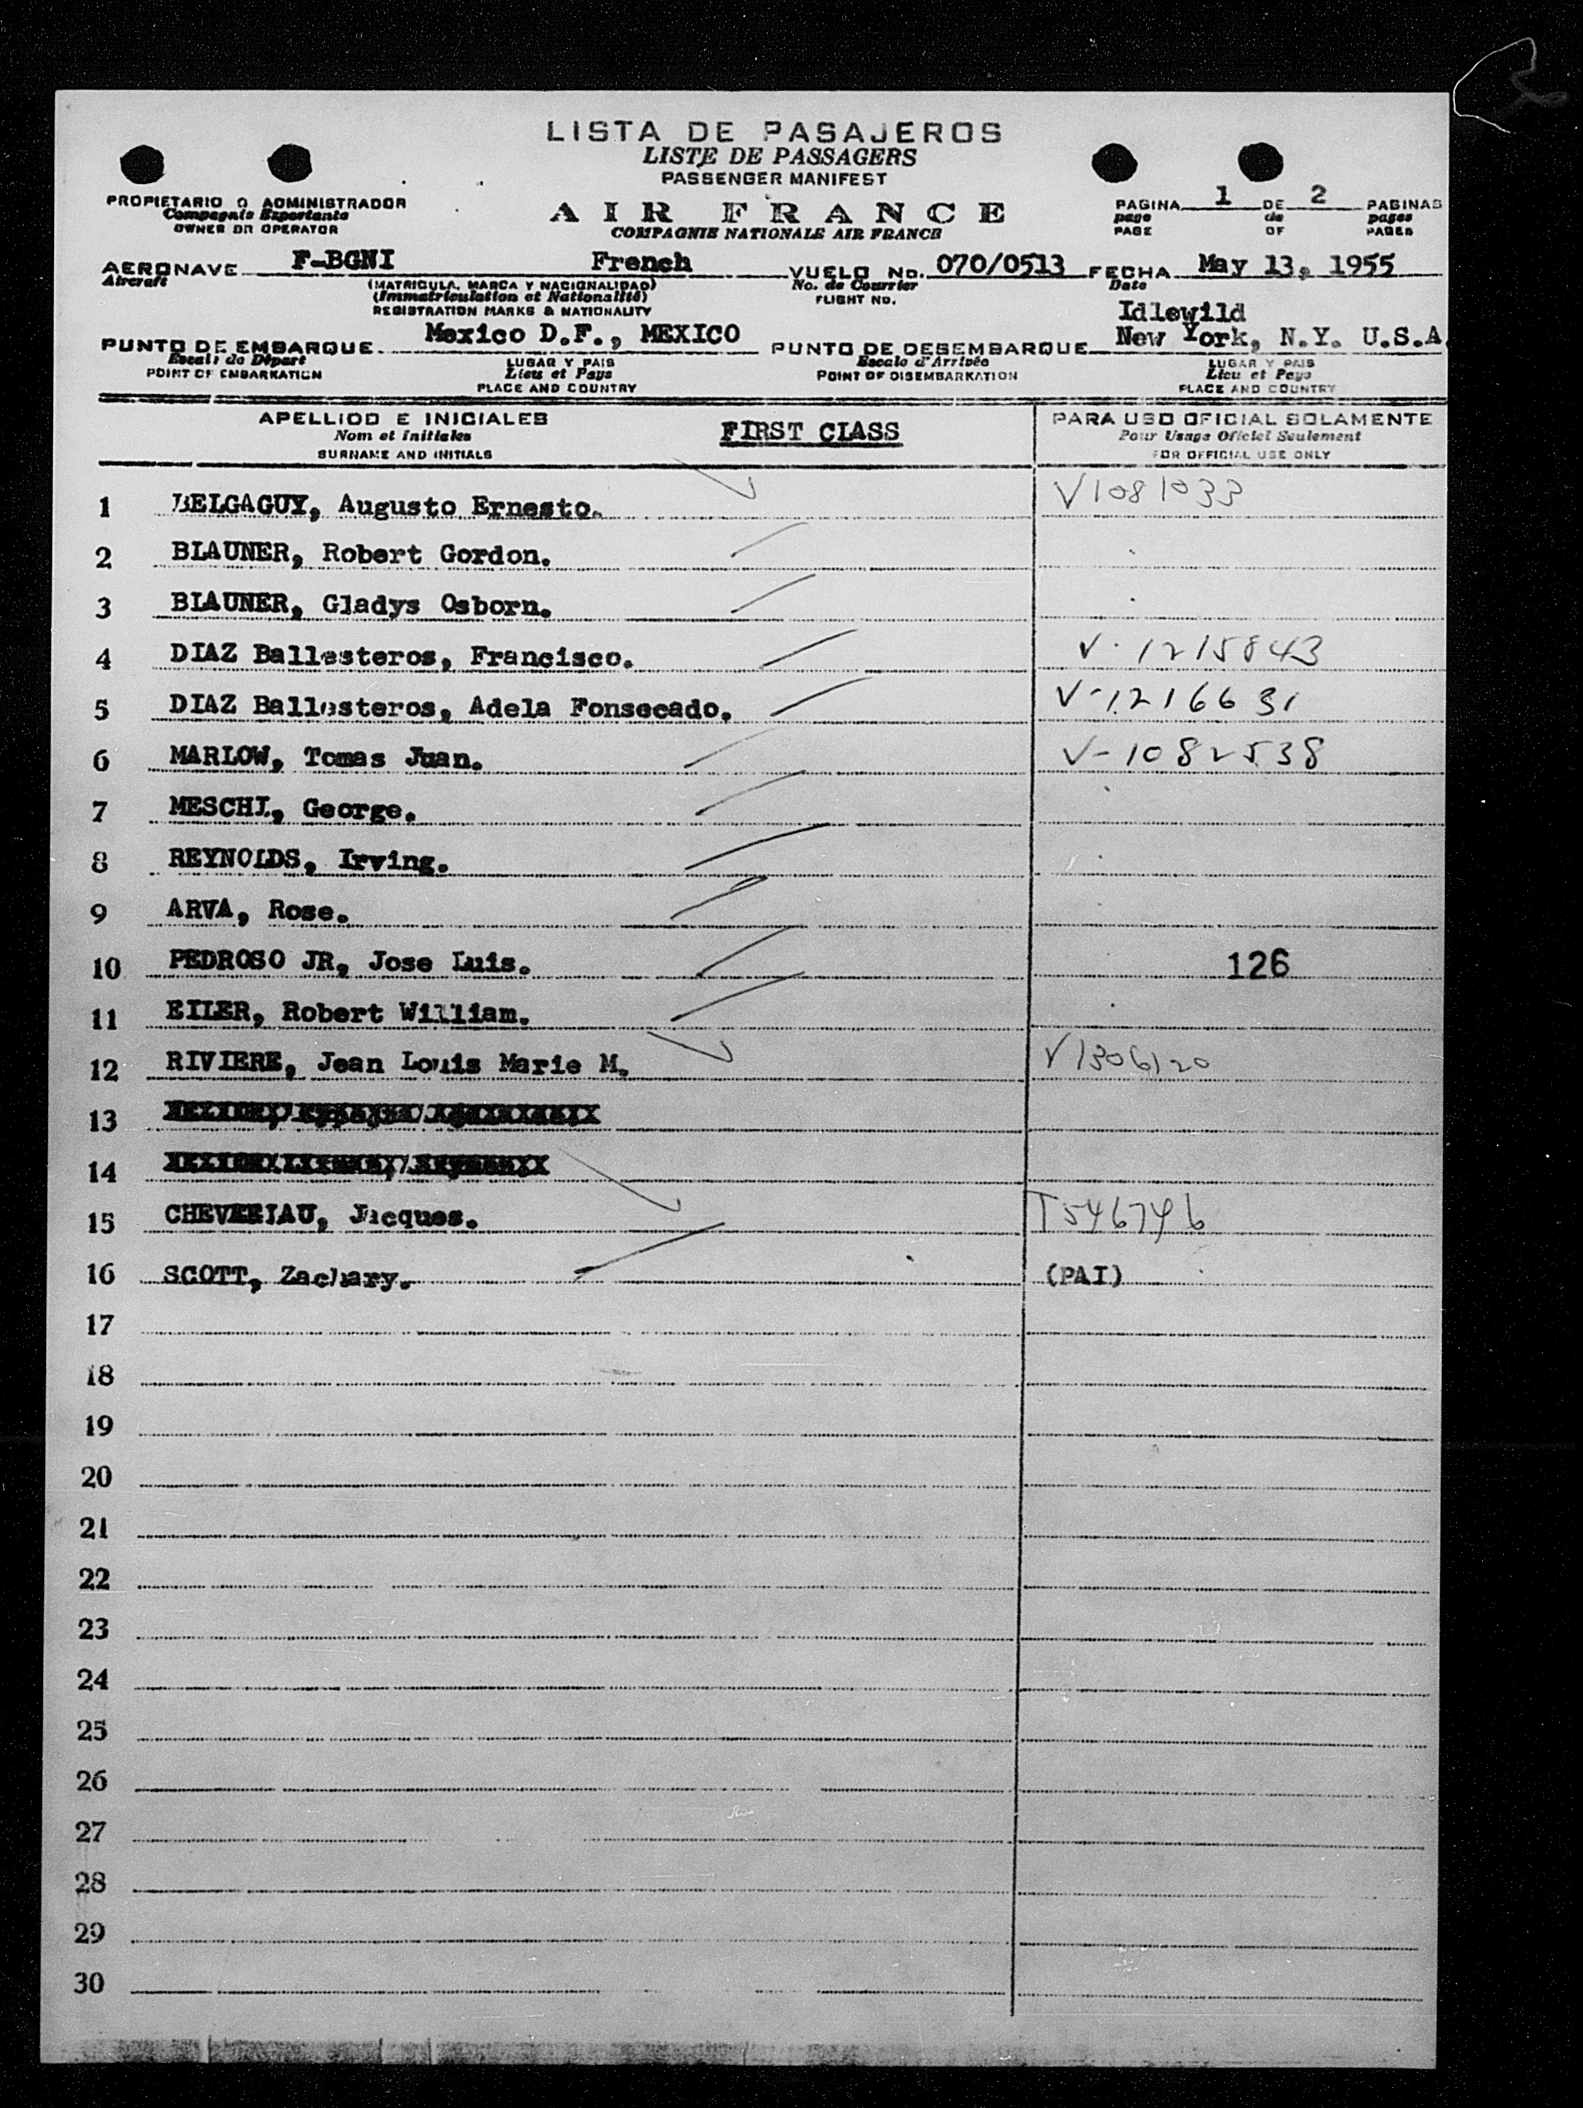 LISTA DE PASAJEROS
LISTE DE PASSAGERS
PASSENGER MANIFEST
PROPIETARIO O ADMINISTRADOR
Compagnie Exportante
OWNER OR OPERATOR
AIR FRANCE
COMPAGNIE NATIONALE AIR FRANCE
PAGINA 1 DE 2 PAGINAS
page de pages
PAGE OF PAGES
AERONAVE F-BGNI French VUELO No. 070/0513 FECHA May 13, 1955
Aircraft (MATRICULA, MARCA Y NACIONALIDAD) No. de Courrier Date
(Immatriculation et Nationalité) FLIGHT NO.
REGISTRATION MARKS & NATIONALITY
Idlewild
PUNTO DE EMBARQUE Mexico D.F., MEXICO PUNTO DE DESEMBARQUE New York, N.Y. U.S.A.
Escale de Départ LUGAR Y PAIS Escale d'Arrivée LUGAR Y PAIS
POINT OF EMBARKATION Lieu et Pays POINT OF DISEMBARKATION Lieu et Pays
PLACE AND COUNTRY PLACE AND COUNTRY
APELLIDO E INICIALES FIRST CLASS PARA USO OFICIAL SOLAMENTE
Nom et Initiales Pour Usage Officiel Seulement
SURNAME AND INITIALS FOR OFFICIAL USE ONLY
1 BELGAGUY, Augusto Ernesto. V1081033
2 BLAUNER, Robert Gordon.
3 BLAUNER, Gladys Osborn.
4 DIAZ Ballesteros, Francisco. V-1215843
5 DIAZ Ballesteros, Adela Fonsecado. V-1216631
6 MARLOW, Tomas Juan. V-1082538
7 MESCHI, George.
8 REYNOLDS, Irving.
9 ARVA, Rose.
10 PEDROSO JR, Jose Luis. 126
11 EILER, Robert William.
12 RIVIERE, Jean Louis Marie M. V1306120
13
14
15 CHEVERIAU, Jacques. T546746
16 SCOTT, Zachary. (PAI)
17
18
19
20
21
22
23
24
25
26
27
28
29
30